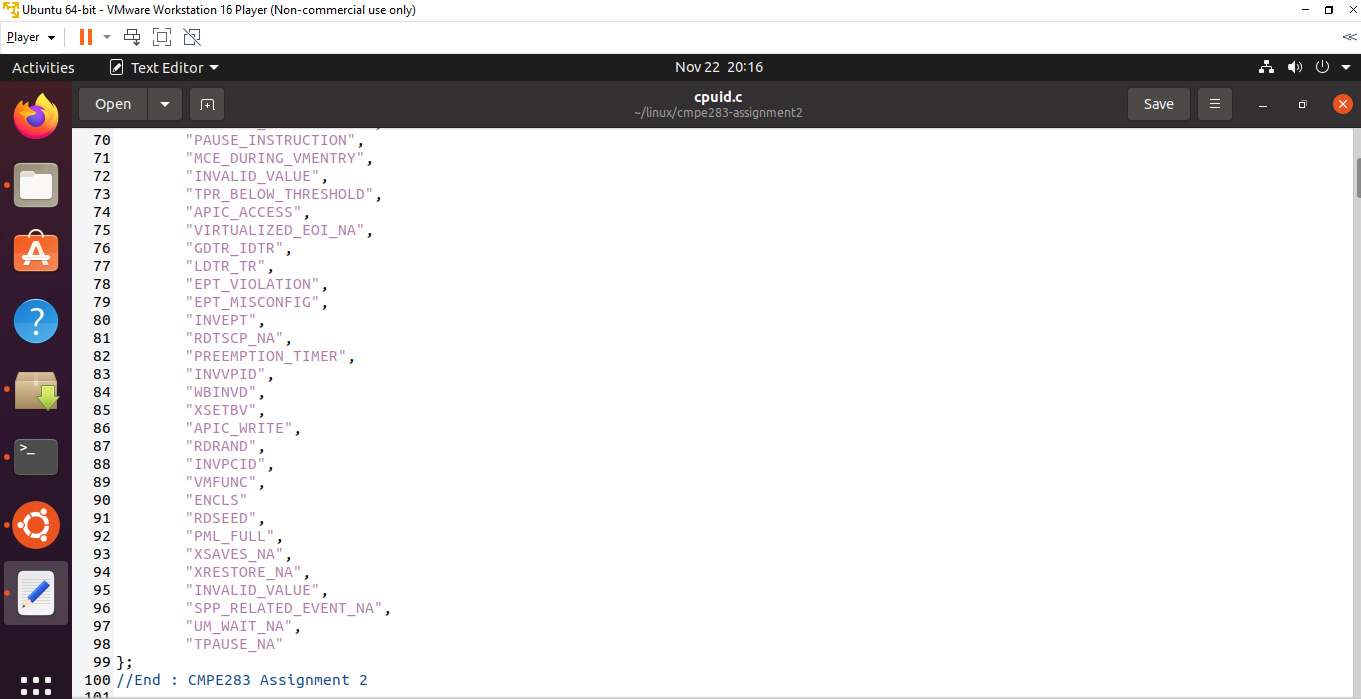 Ubuntu 64-bit - VMware Workstation 16 Player (Non-commercial use only)
Player
Activities Text Editor Nov 22 20:16
Open cpuid.c Save
~/linux/cmpe283-assignment2
70 "PAUSE_INSTRUCTION",
71 "MCE_DURING_VMENTRY",
72 "INVALID_VALUE",
73 "TPR_BELOW_THRESHOLD",
74 "APIC_ACCESS",
75 "VIRTUALIZED_EOI_NA",
76 "GDTR_IDTR",
77 "LDTR_TR",
78 "EPT_VIOLATION",
79 "EPT_MISCONFIG",
80 "INVEPT",
81 "RDTSCP_NA",
82 "PREEMPTION_TIMER",
83 "INVVPID",
84 "WBINVD",
85 "XSETBV",
86 "APIC_WRITE",
87 "RDRAND",
88 "INVPCID",
89 "VMFUNC",
90 "ENCLS"
91 "RDSEED",
92 "PML_FULL",
93 "XSAVES_NA",
94 "XRESTORE_NA",
95 "INVALID_VALUE",
96 "SPP_RELATED_EVENT_NA",
97 "UM_WAIT_NA",
98 "TPAUSE_NA"
99 };
100 //End : CMPE283 Assignment 2
101